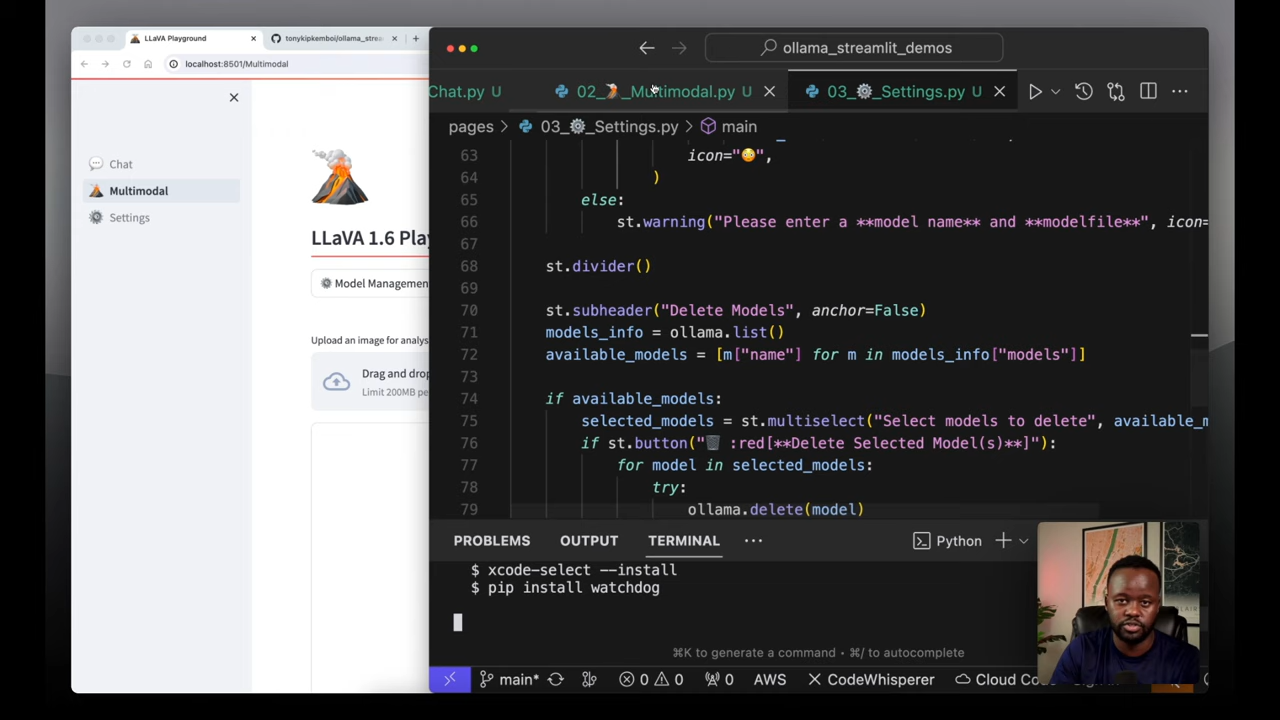 LLaVA Playground
tonykipkemboi/ollama_strea
localhost:8501/Multimodal
Chat
Multimodal
Settings
LLaVA 1.6 Play
Model Managemen
Upload an image for analys
Drag and drop
Limit 200MB pe
ollama_streamlit_demos
Chat.py U
02_🌋_Multimodal.py U
03_⚙️_Settings.py U
pages > 03_⚙️_Settings.py > main
63 icon="😳",
64 )
65 else:
66 st.warning("Please enter a **model name** and **modelfile**", icon=
67
68 st.divider()
69
70 st.subheader("Delete Models", anchor=False)
71 models_info = ollama.list()
72 available_models = [m["name"] for m in models_info["models"]]
73
74 if available_models:
75 selected_models = st.multiselect("Select models to delete", available_m
76 if st.button("🗑️ :red[**Delete Selected Model(s)**]"):
77 for model in selected_models:
78 try:
79 ollama.delete(model)
PROBLEMS OUTPUT TERMINAL ··· Python
$ xcode-select --install
$ pip install watchdog
⌘K to generate a command · ⌘/ to autocomplete
main* 0 0 0 AWS CodeWhisperer Cloud Cod